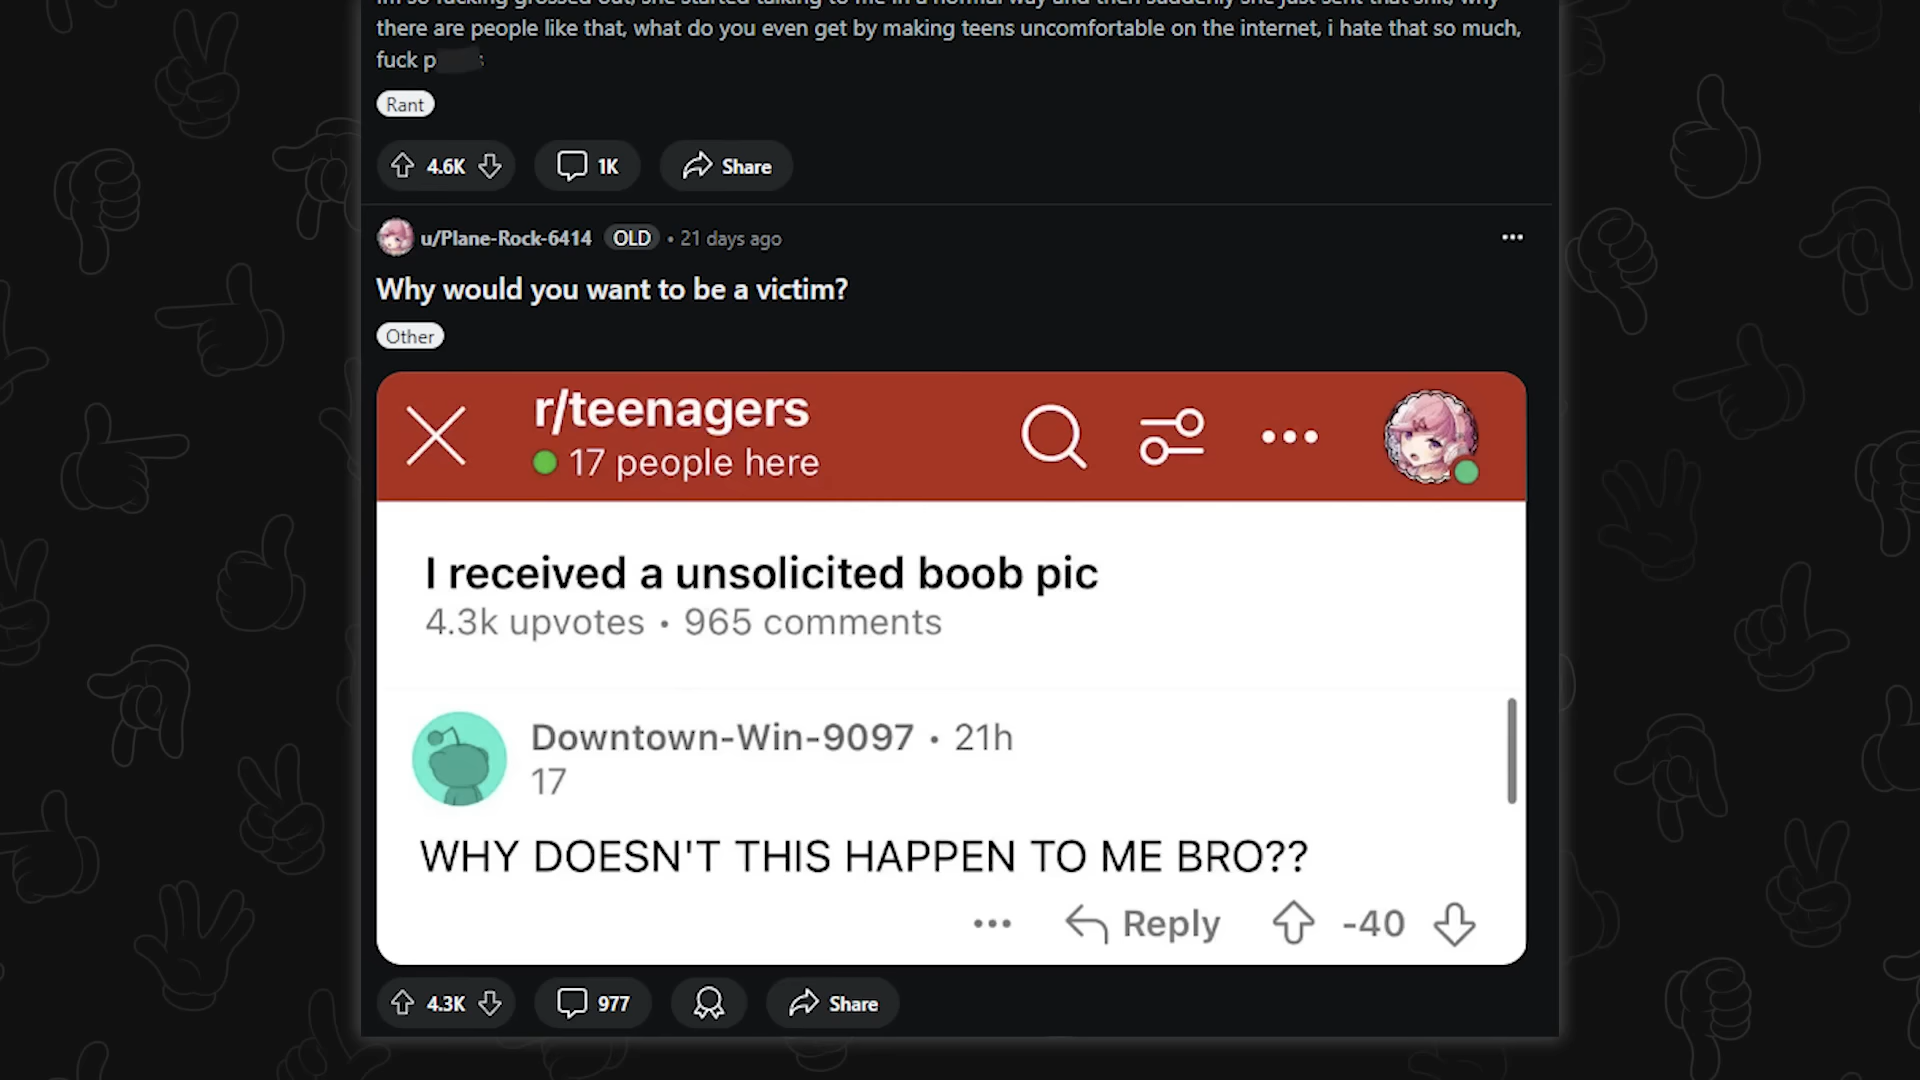 im so fucking grossed out, she started talking to me in a normal way and then suddenly she just sent that shit, why
there are people like that, what do you even get by making teens uncomfortable on the internet, i hate that so much,
fuck p
Rant
4.6K
1K
Share
u/Plane-Rock-6414 OLD • 21 days ago
Why would you want to be a victim?
Other
r/teenagers
17 people here
I received a unsolicited boob pic
4.3k upvotes • 965 comments
Downtown-Win-9097 • 21h
17
WHY DOESN'T THIS HAPPEN TO ME BRO??
Reply -40
4.3K
977
Share